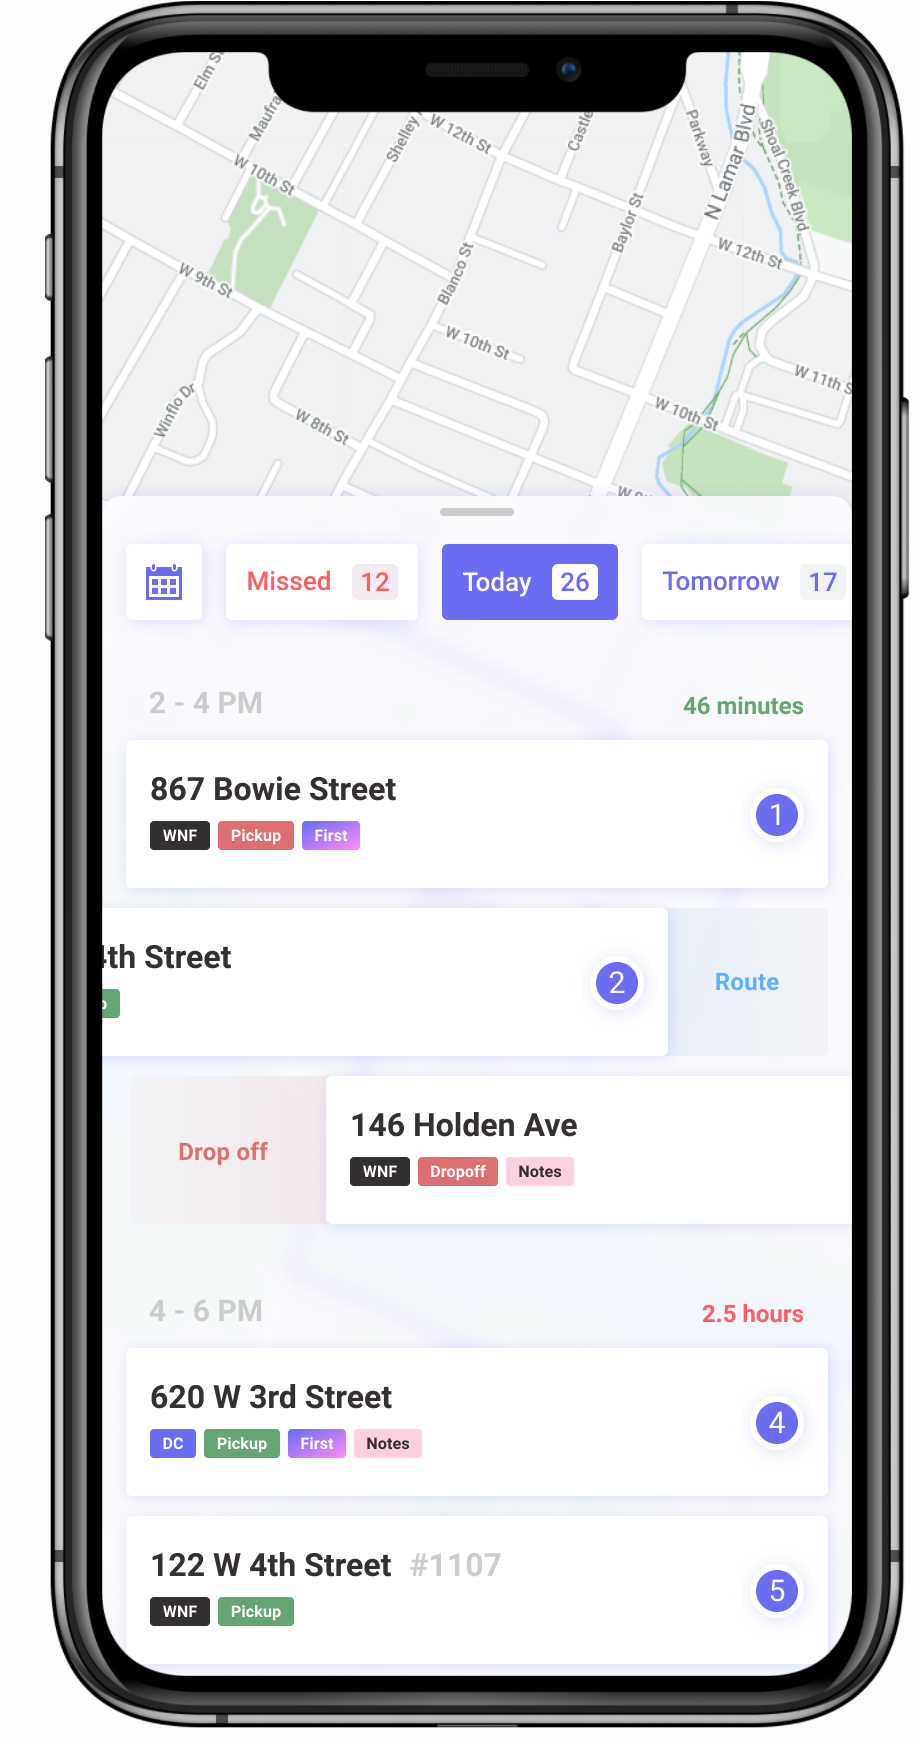 Elm S
Maufra
Shelley
W 12th St
Castle
Parkway
N Lamar Blvd
Shoal Creek Blvd
W 10th St
Baylor St
W 12th St
W 9th St
Blanco St
W 10th St
W 11th S
Winflo Dr
W 8th St
W 10th St
Missed 12
Today 26
Tomorrow 17
2 - 4 PM
46 minutes
867 Bowie Street
1
WNF Pickup First
4th Street
2
Route
Drop off
146 Holden Ave
WNF Dropoff Notes
4 - 6 PM
2.5 hours
620 W 3rd Street
4
DC Pickup First Notes
122 W 4th Street #1107
5
WNF Pickup